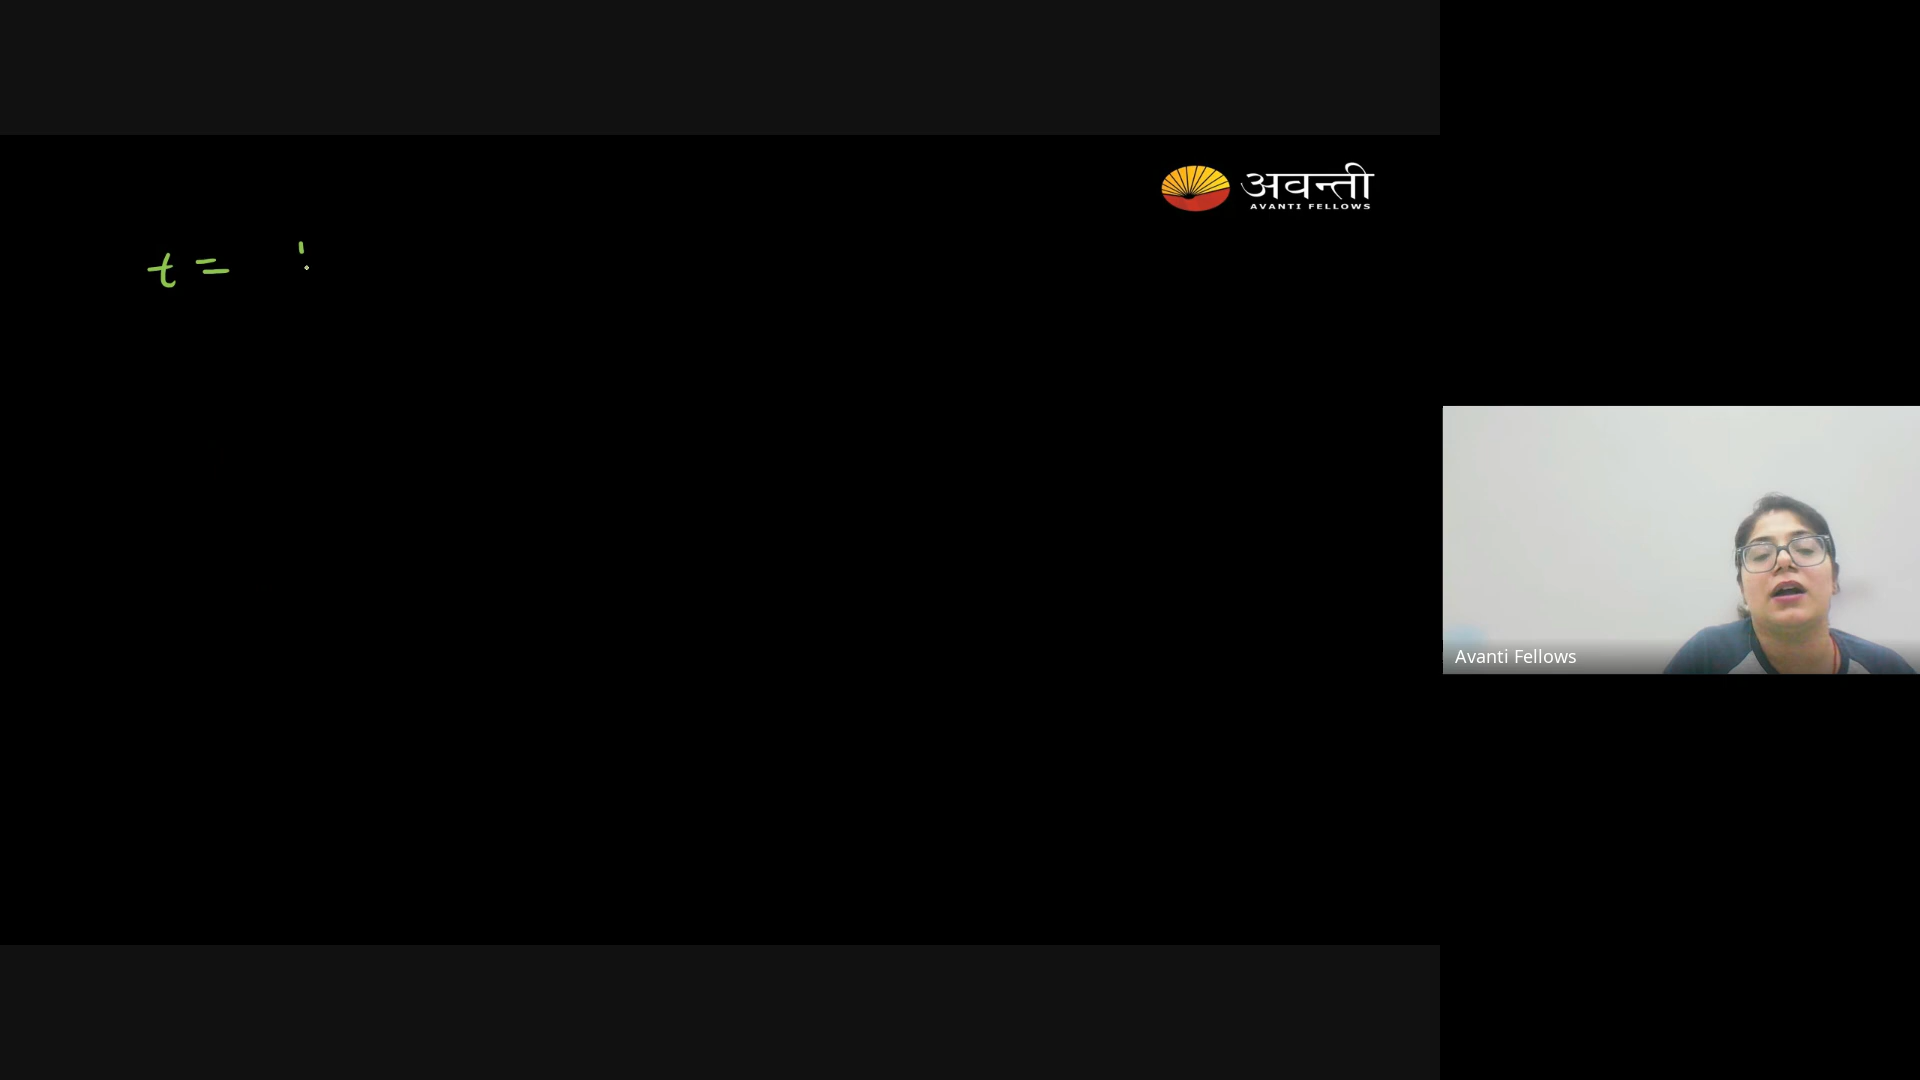 अवन्ती
AVANTI FELLOWS
t =
Avanti Fellows